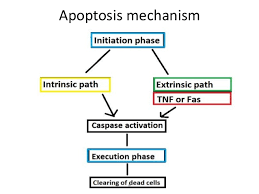 Apoptosis mechanism
Initiation phase
Intrinsic path
Extrinsic path
TNF or Fas
Caspase activation
Execution phase
Clearing of dead cells